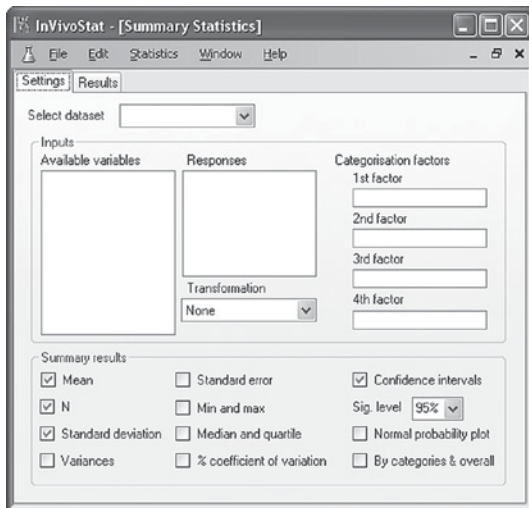 InVivoStat - [Summary Statistics]
File Edit Statistics Window Help
Settings Results
Select dataset
Inputs
Available variables Responses Categorisation factors
1st factor
2nd factor
3rd factor
Transformation
4th factor
None
Summary results
Mean Standard error Confidence intervals
N Min and max Sig. level 95%
Standard deviation Median and quartile Normal probability plot
Variances % coefficient of variation By categories & overall